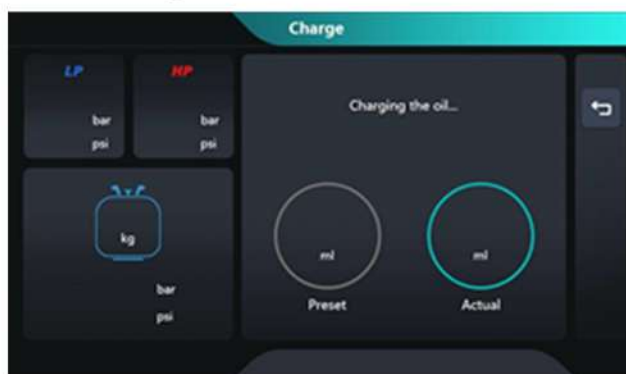 Charge
LP
HP
bar
bar
psi
psi
kg
bar
psi
Charging the oil...
ml
ml
Preset
Actual